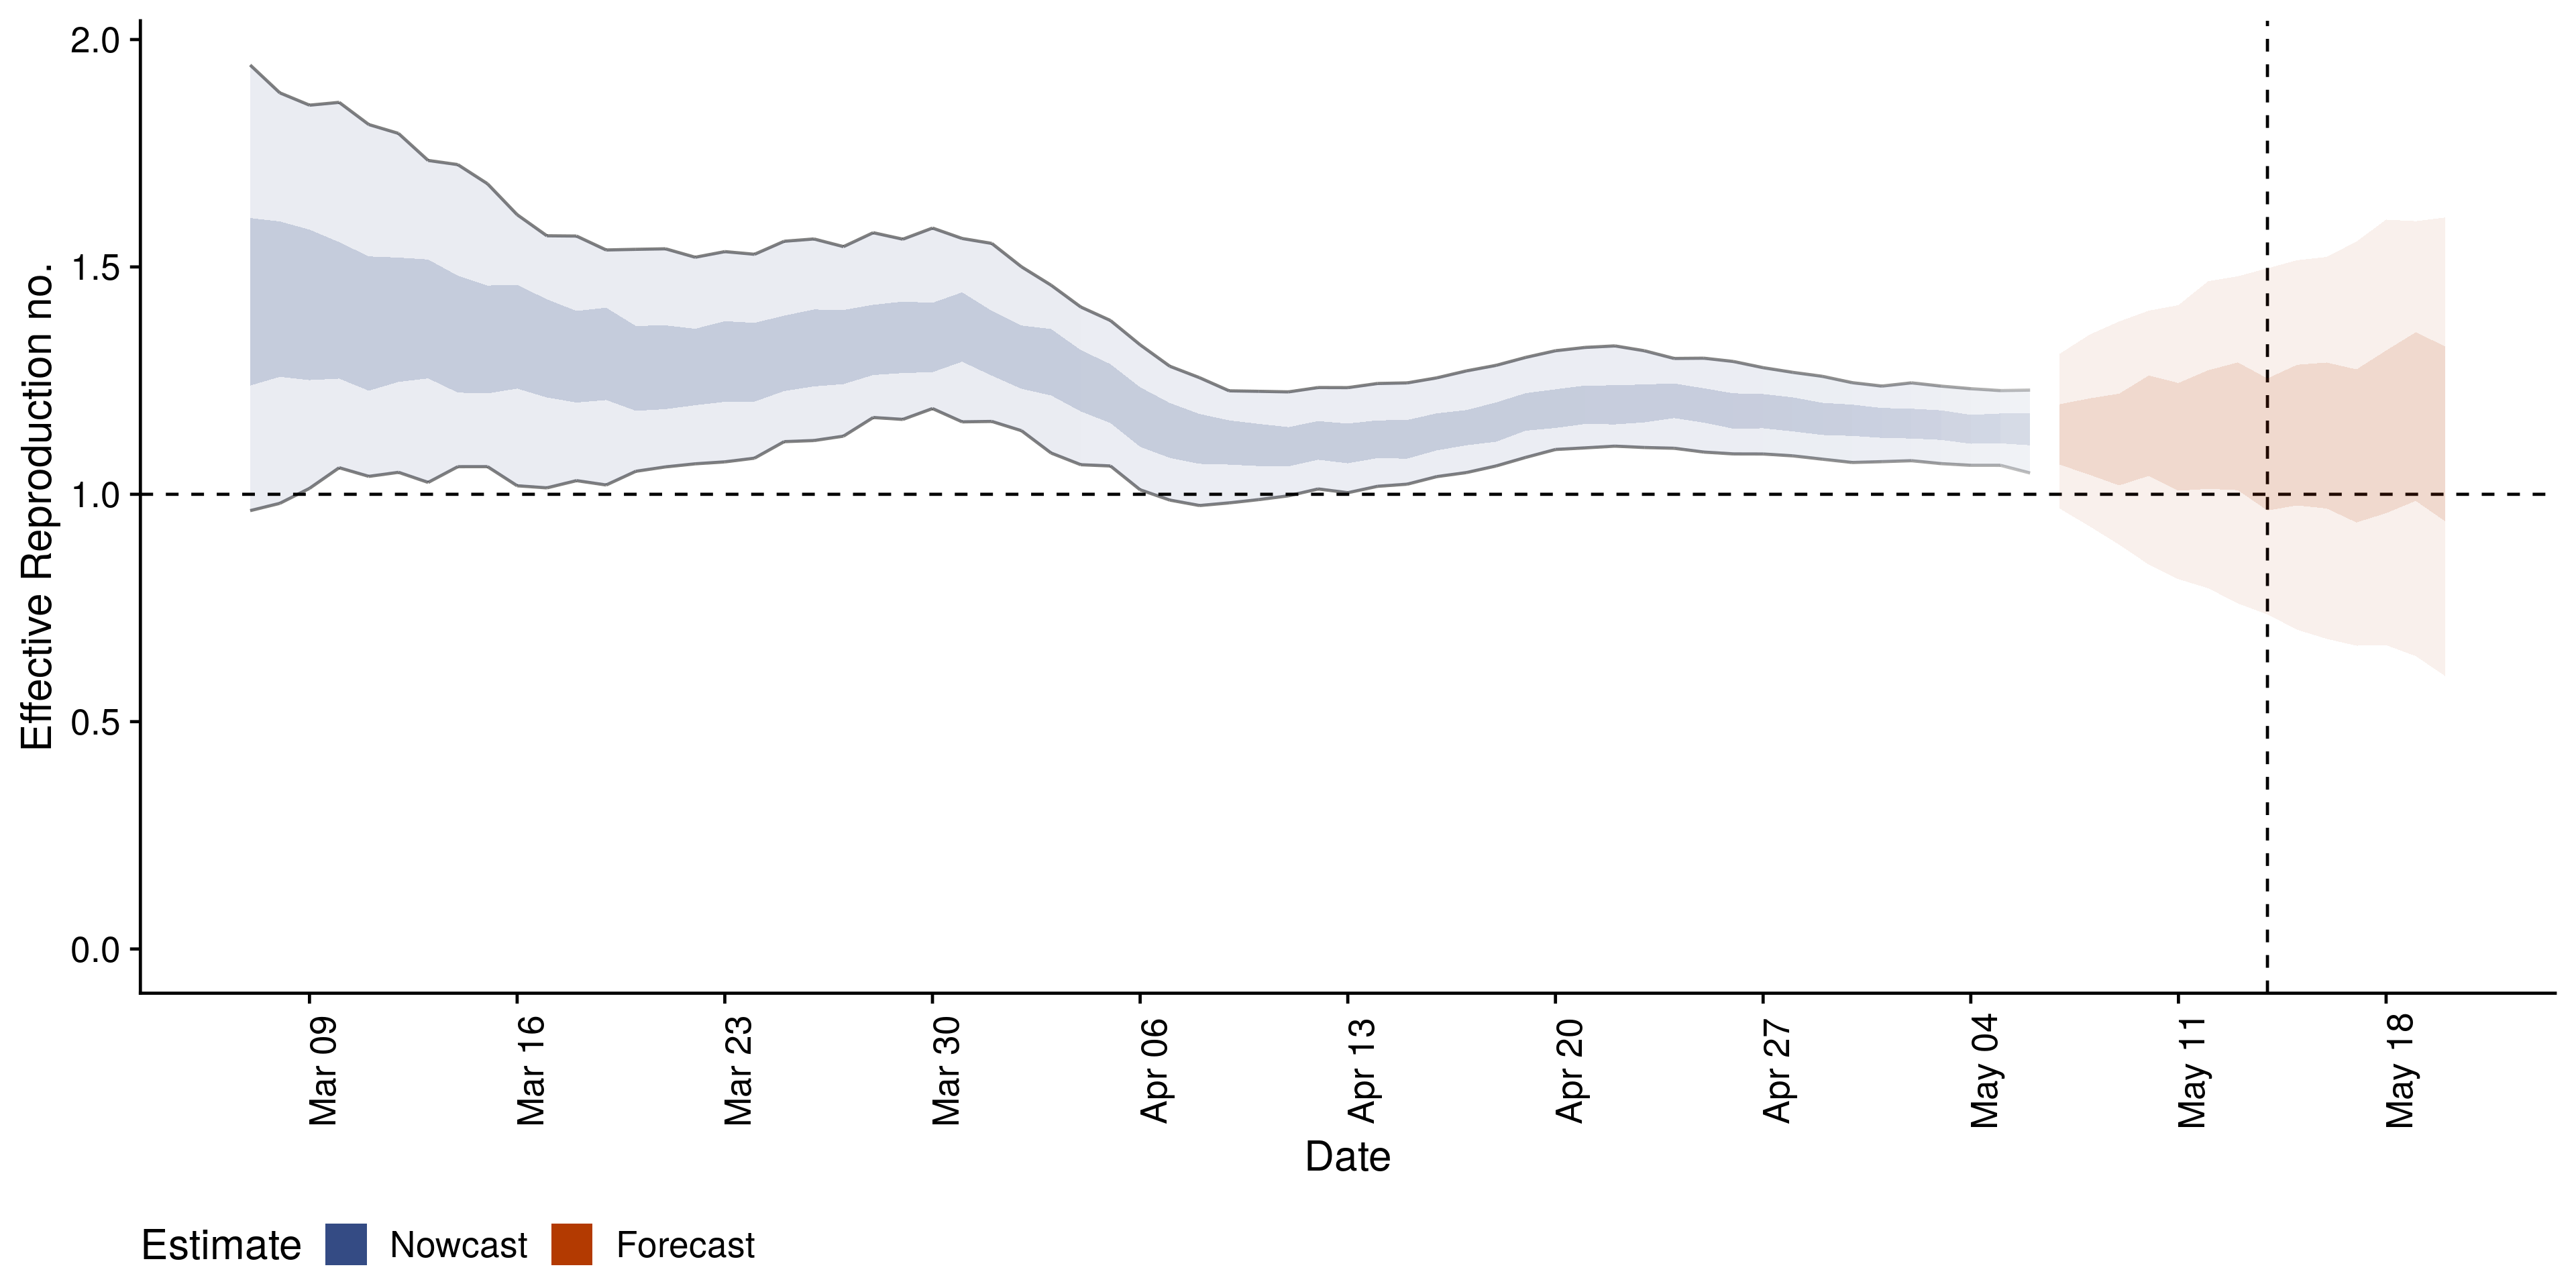 Effective Reproduction no.
2.0
1.5
1.0
0.5
0.0
Mar 09
Mar 16
Mar 23
Mar 30
Apr 06
Apr 13
Apr 20
Apr 27
May 04
May 11
May 18
Date
Estimate Nowcast Forecast